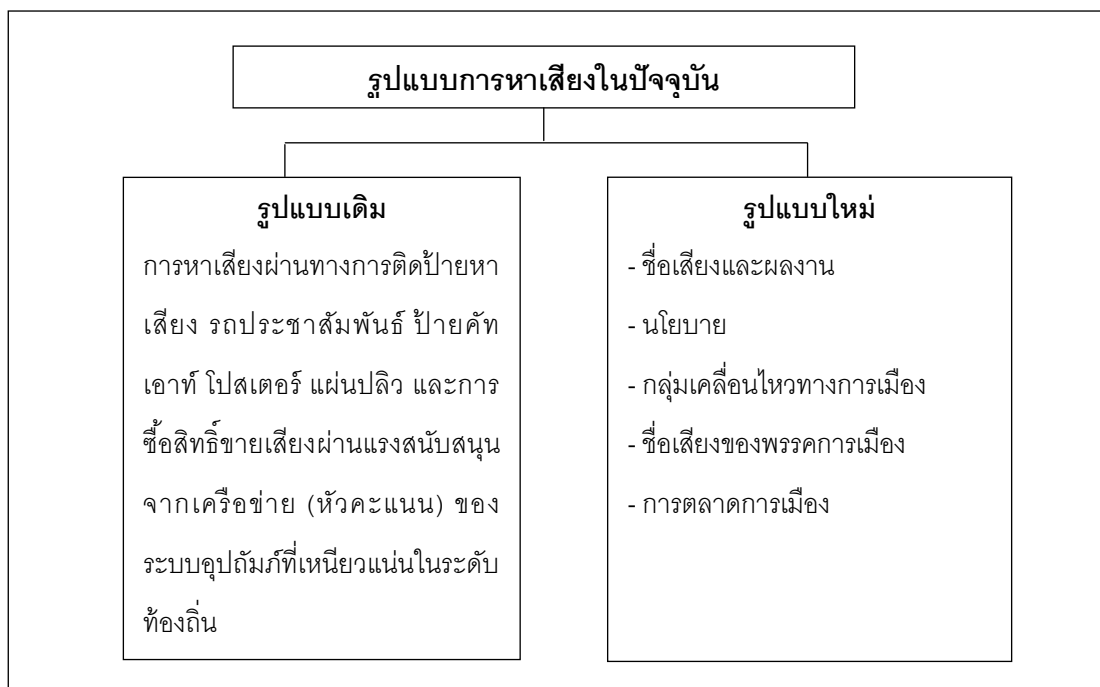 รูปแบบการหาเสียงในปัจจุบัน
รูปแบบเดิม
การหาเสียงผ่านทางการติดป้ายหา
เสียง รถประชาสัมพันธ์ ป้ายคัท
เอาท์ โปสเตอร์ แผ่นปลิว และการ
ซื้อสิทธิ์ขายเสียงผ่านแรงสนับสนุน
จากเครือข่าย (หัวคะแนน) ของ
ระบบอุปถัมภ์ที่เหนียวแน่นในระดับ
ท้องถิ่น
รูปแบบใหม่
- ชื่อเสียงและผลงาน
- นโยบาย
- กลุ่มเคลื่อนไหวทางการเมือง
- ชื่อเสียงของพรรคการเมือง
- การตลาดการเมือง